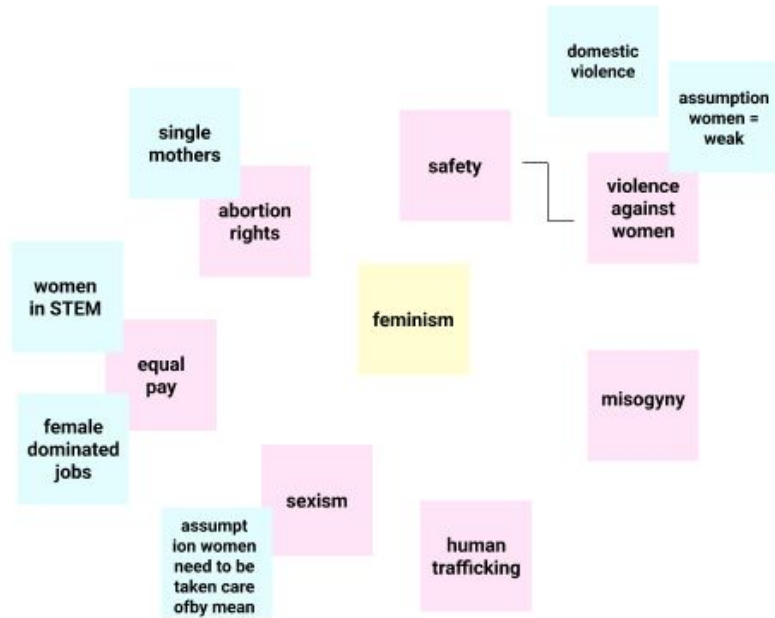 domestic
violence
assumption
women =
weak
single
mothers
safety
violence
against
women
abortion
rights
women
in STEM
feminism
equal
pay
misogyny
female
dominated
jobs
sexism
assumpt
ion women
need to be
taken care
ofby mean
human
trafficking